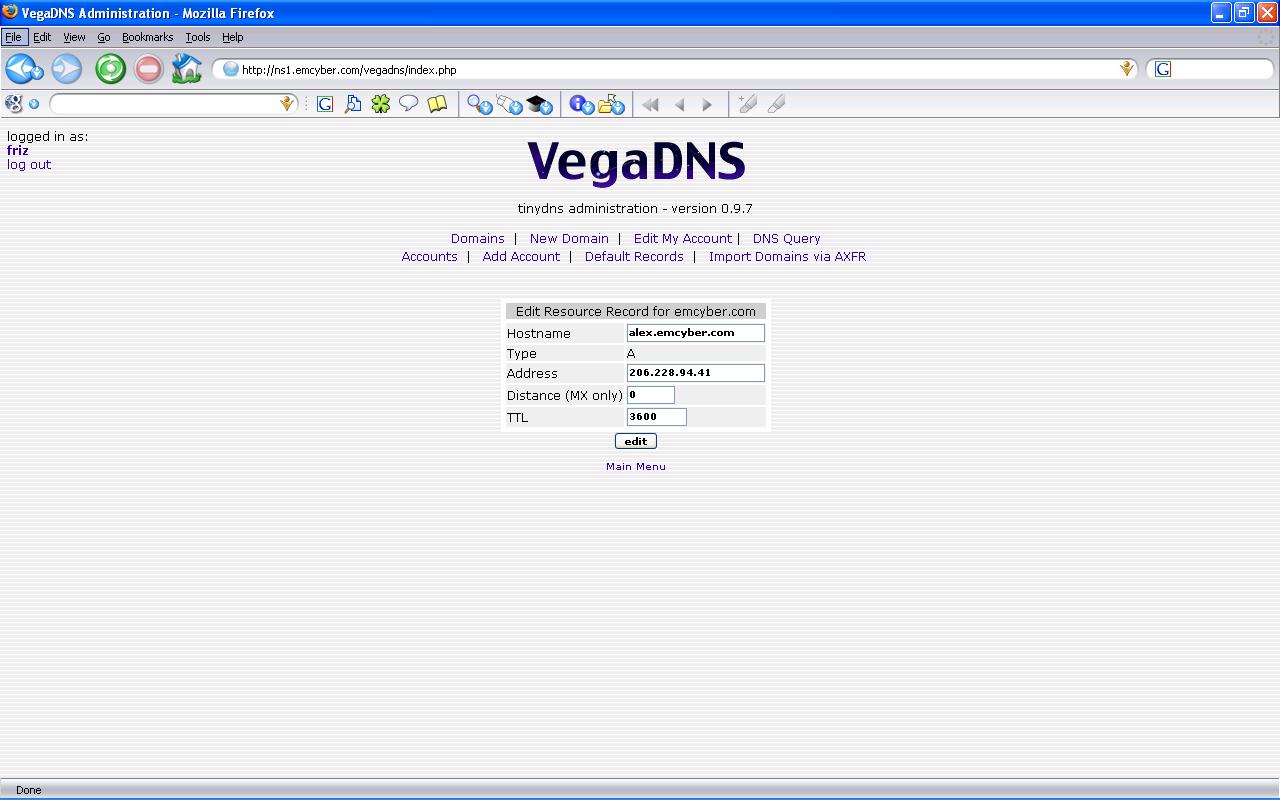 VegaDNS Administration - Mozilla Firefox
File Edit View Go Bookmarks Tools Help
http://ns1.emcyber.com/vegadns/index.php
logged in as:
friz
log out
VegaDNS
tinydns administration - version 0.9.7
Domains | New Domain | Edit My Account | DNS Query
Accounts | Add Account | Default Records | Import Domains via AXFR
Edit Resource Record for emcyber.com
Hostname alex.emcyber.com
Type A
Address 206.228.94.41
Distance (MX only) 0
TTL 3600
edit
Main Menu
Done